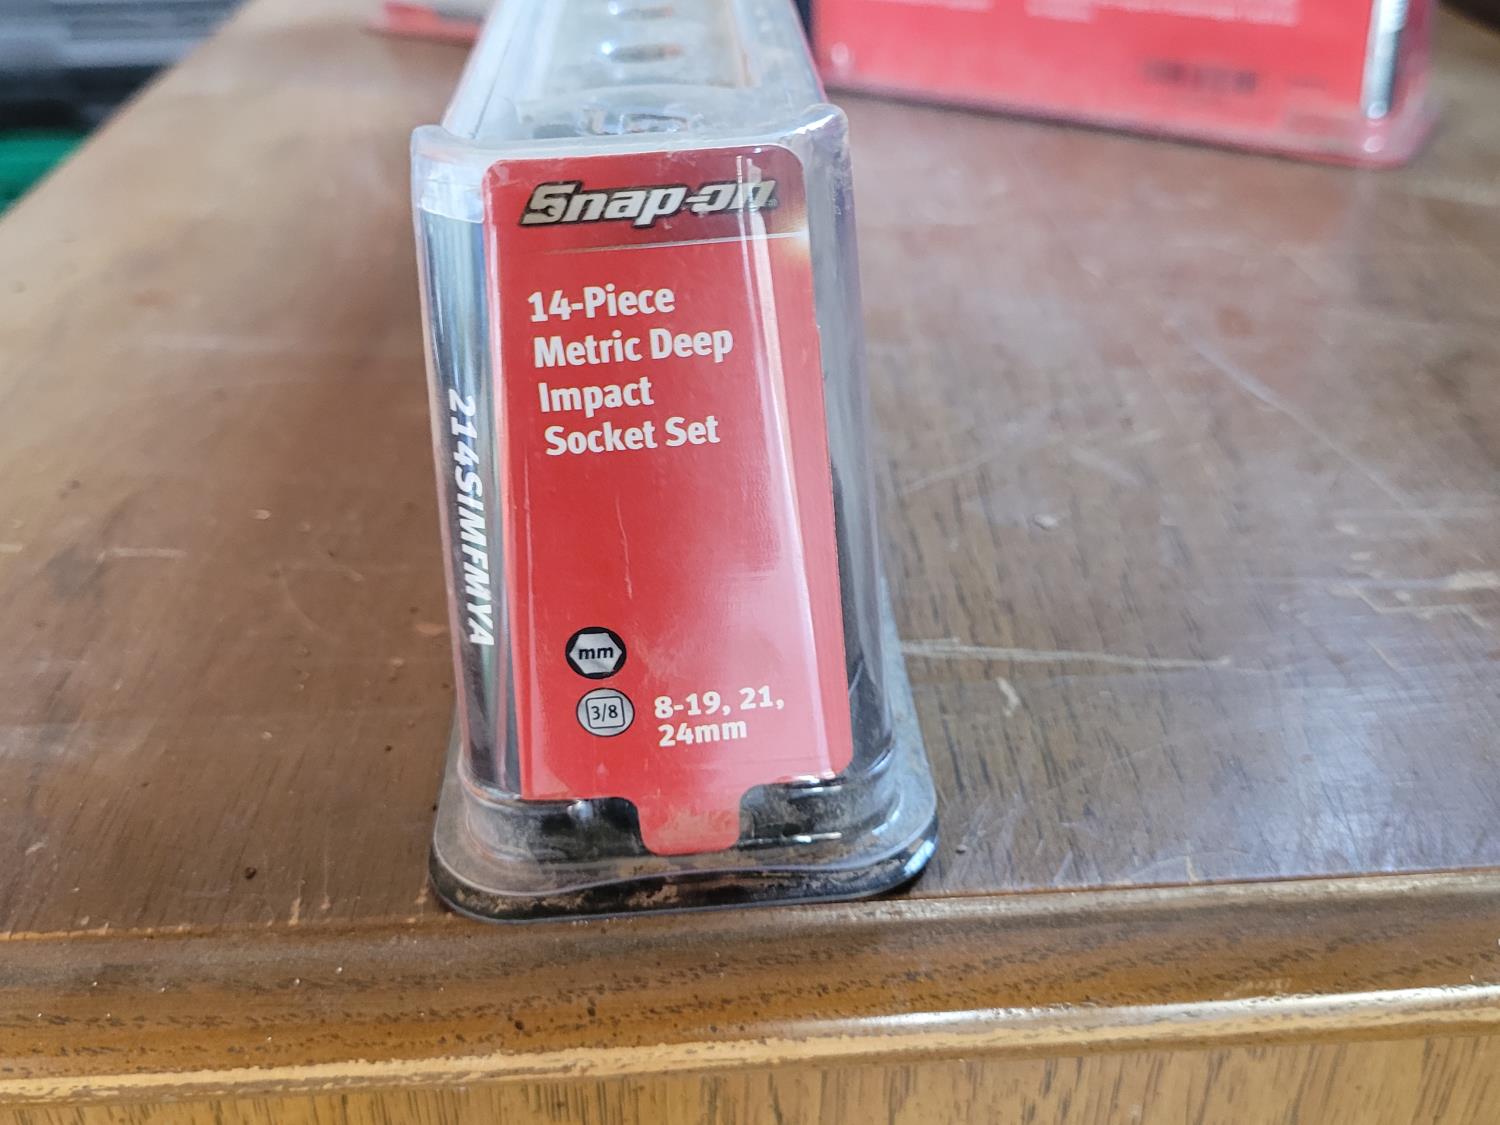 Snap-on
14-Piece
Metric Deep
Impact
Socket Set
214SIMFMYA
mm
3/8
8-19, 21,
24mm